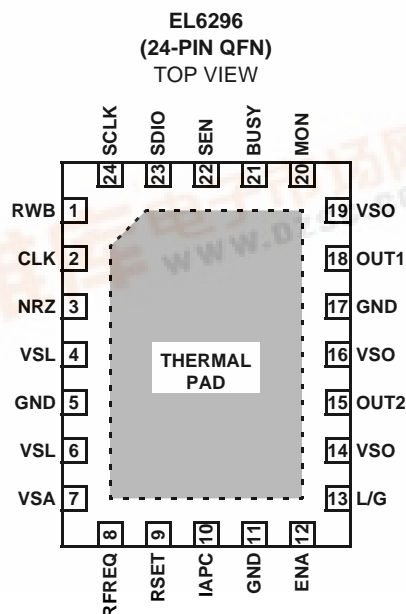 EL6296
(24-PIN QFN)
TOP VIEW
24 SCLK
23 SDIO
22 SEN
21 BUSY
20 MON
RWB 1
CLK 2
NRZ 3
VSL 4
GND 5
VSL 6
VSA 7
19 VSO
18 OUT1
17 GND
16 VSO
15 OUT2
14 VSO
13 L/G
THERMAL
PAD
RFREQ 8
RSET 9
IAPC 10
GND 11
ENA 12